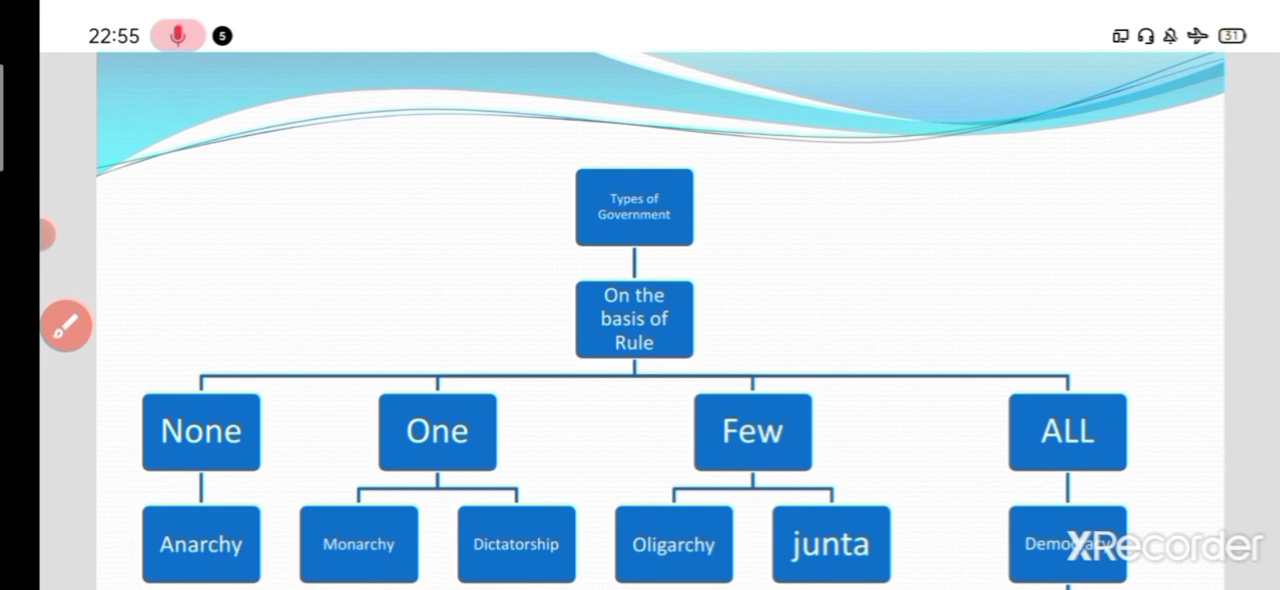 22:55
5
31
Types of
Government
On the
basis of
Rule
None
One
Few
ALL
Anarchy
Monarchy
Dictatorship
Oligarchy
junta
Democracy
XRecorder